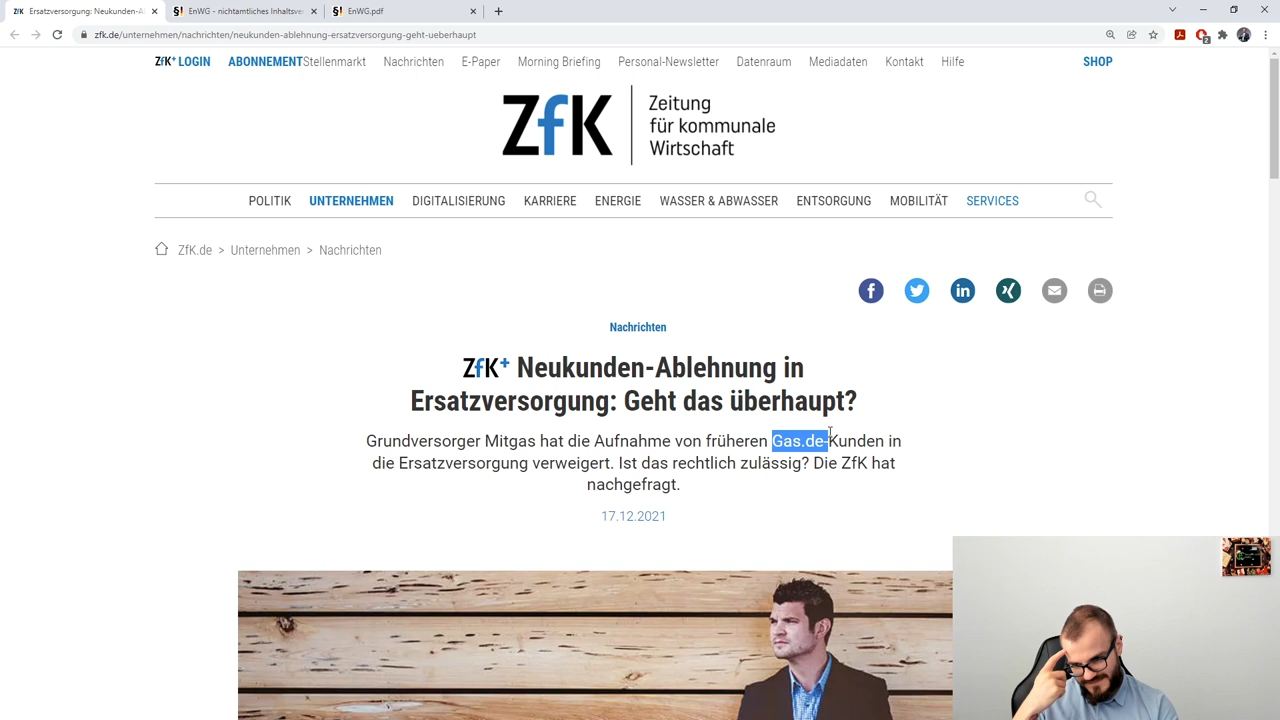 ZfK Ersatzversorgung: Neukunden-A
§! EnWG - nichtamtliches Inhaltsver
§! EnWG.pdf
zfk.de/unternehmen/nachrichten/neukunden-ablehnung-ersatzversorgung-geht-ueberhaupt
2
ZfK+ LOGIN ABONNEMENT Stellenmarkt Nachrichten E-Paper Morning Briefing Personal-Newsletter Datenraum Mediadaten Kontakt Hilfe SHOP
ZfK
Zeitung
für kommunale
Wirtschaft
POLITIK UNTERNEHMEN DIGITALISIERUNG KARRIERE ENERGIE WASSER & ABWASSER ENTSORGUNG MOBILITÄT SERVICES
ZfK.de > Unternehmen > Nachrichten
Nachrichten
ZfK+ Neukunden-Ablehnung in
Ersatzversorgung: Geht das überhaupt?
Grundversorger Mitgas hat die Aufnahme von früheren Gas.de-Kunden in
die Ersatzversorgung verweigert. Ist das rechtlich zulässig? Die ZfK hat
nachgefragt.
17.12.2021